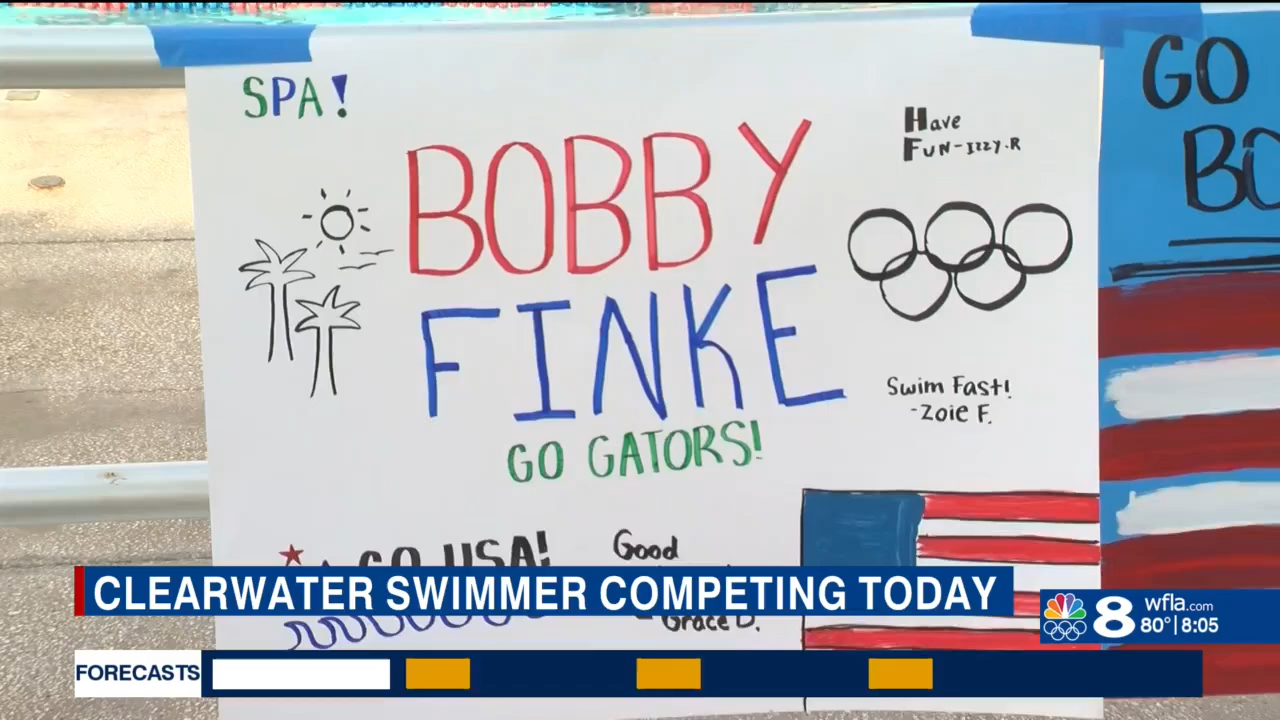 SPA!
BOBBY
FINKE
GO GATORS!
Have
FUN-Izzy.R
Swim Fast!
-Zoie F.
GO
BO
GO USA!
Good
Grace D.
CLEARWATER SWIMMER COMPETING TODAY
8
wfla.com
80° 8:05
FORECASTS